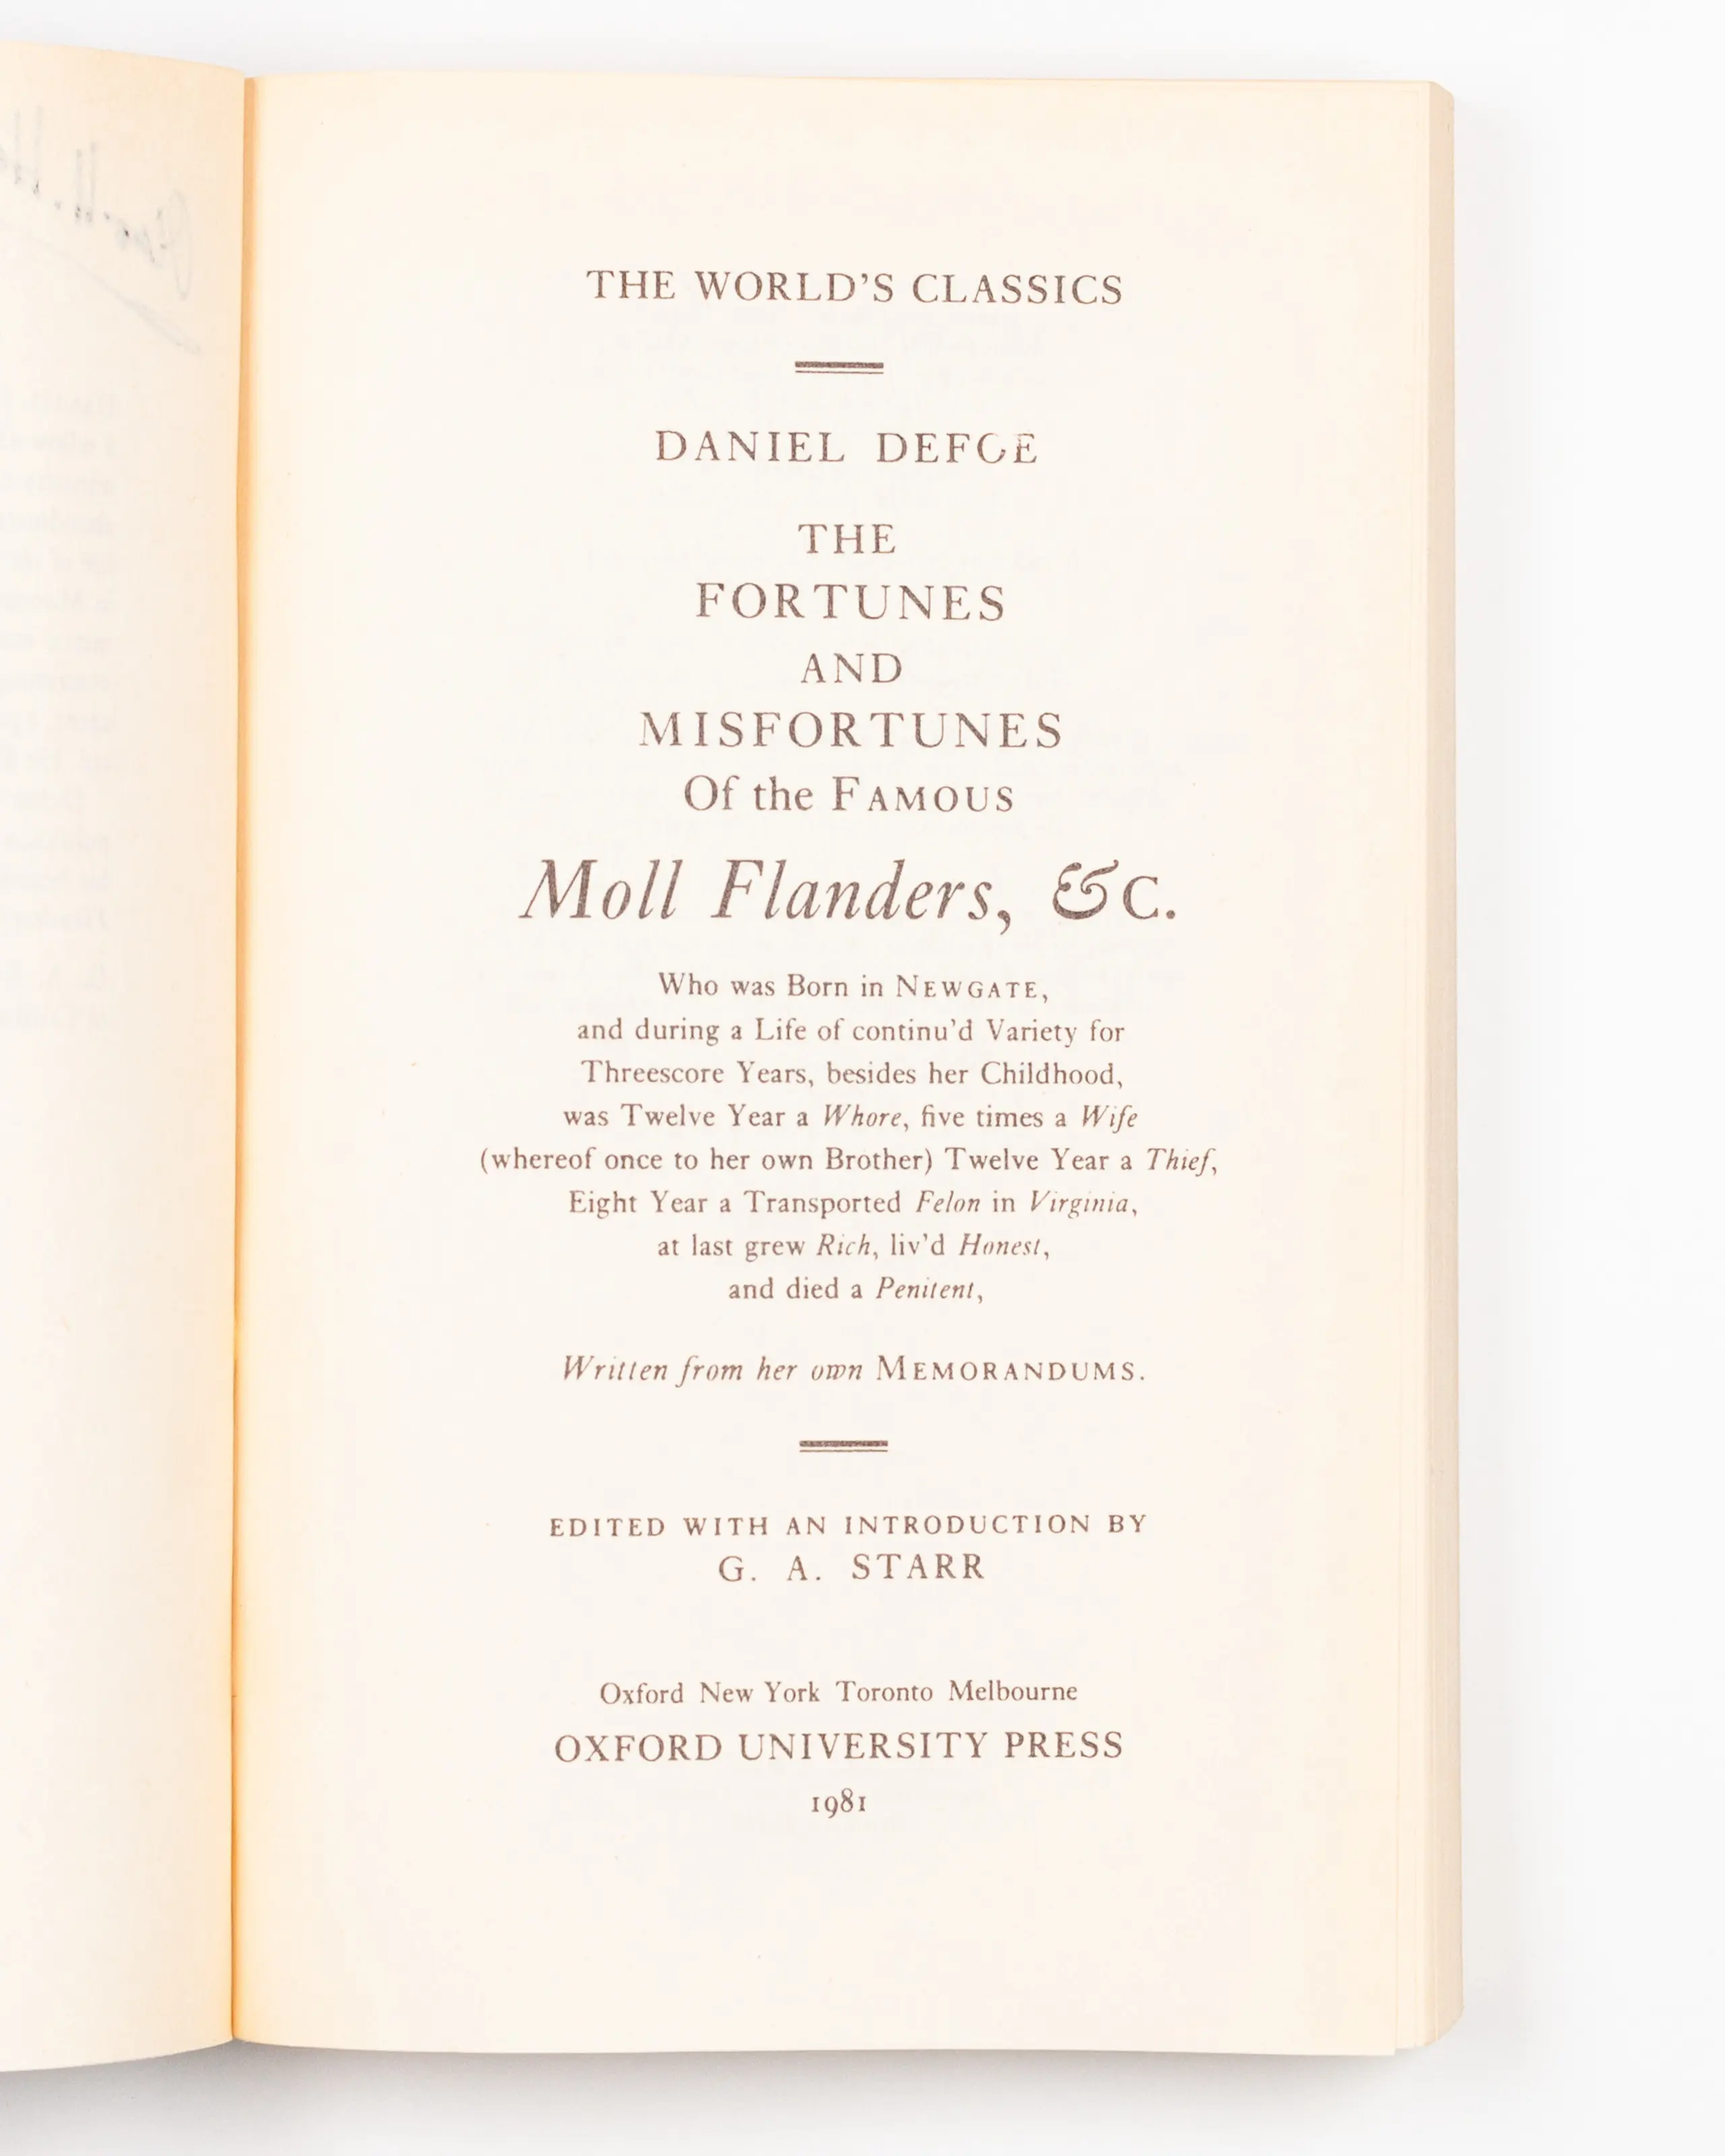 THE WORLD'S CLASSICS
DANIEL DEFOE
THE
FORTUNES
AND
MISFORTUNES
Of the FAMOUS
Moll Flanders, &C.
Who was Born in NEWGATE,
and during a Life of continu'd Variety for
Threescore Years, besides her Childhood,
was Twelve Year a Whore, five times a Wife
(whereof once to her own Brother) Twelve Year a Thief,
Eight Year a Transported Felon in Virginia,
at last grew Rich, liv'd Honest,
and died a Penitent,
Written from her own MEMORANDUMS.
EDITED WITH AN INTRODUCTION BY
G. A. STARR
Oxford New York Toronto Melbourne
OXFORD UNIVERSITY PRESS
1981